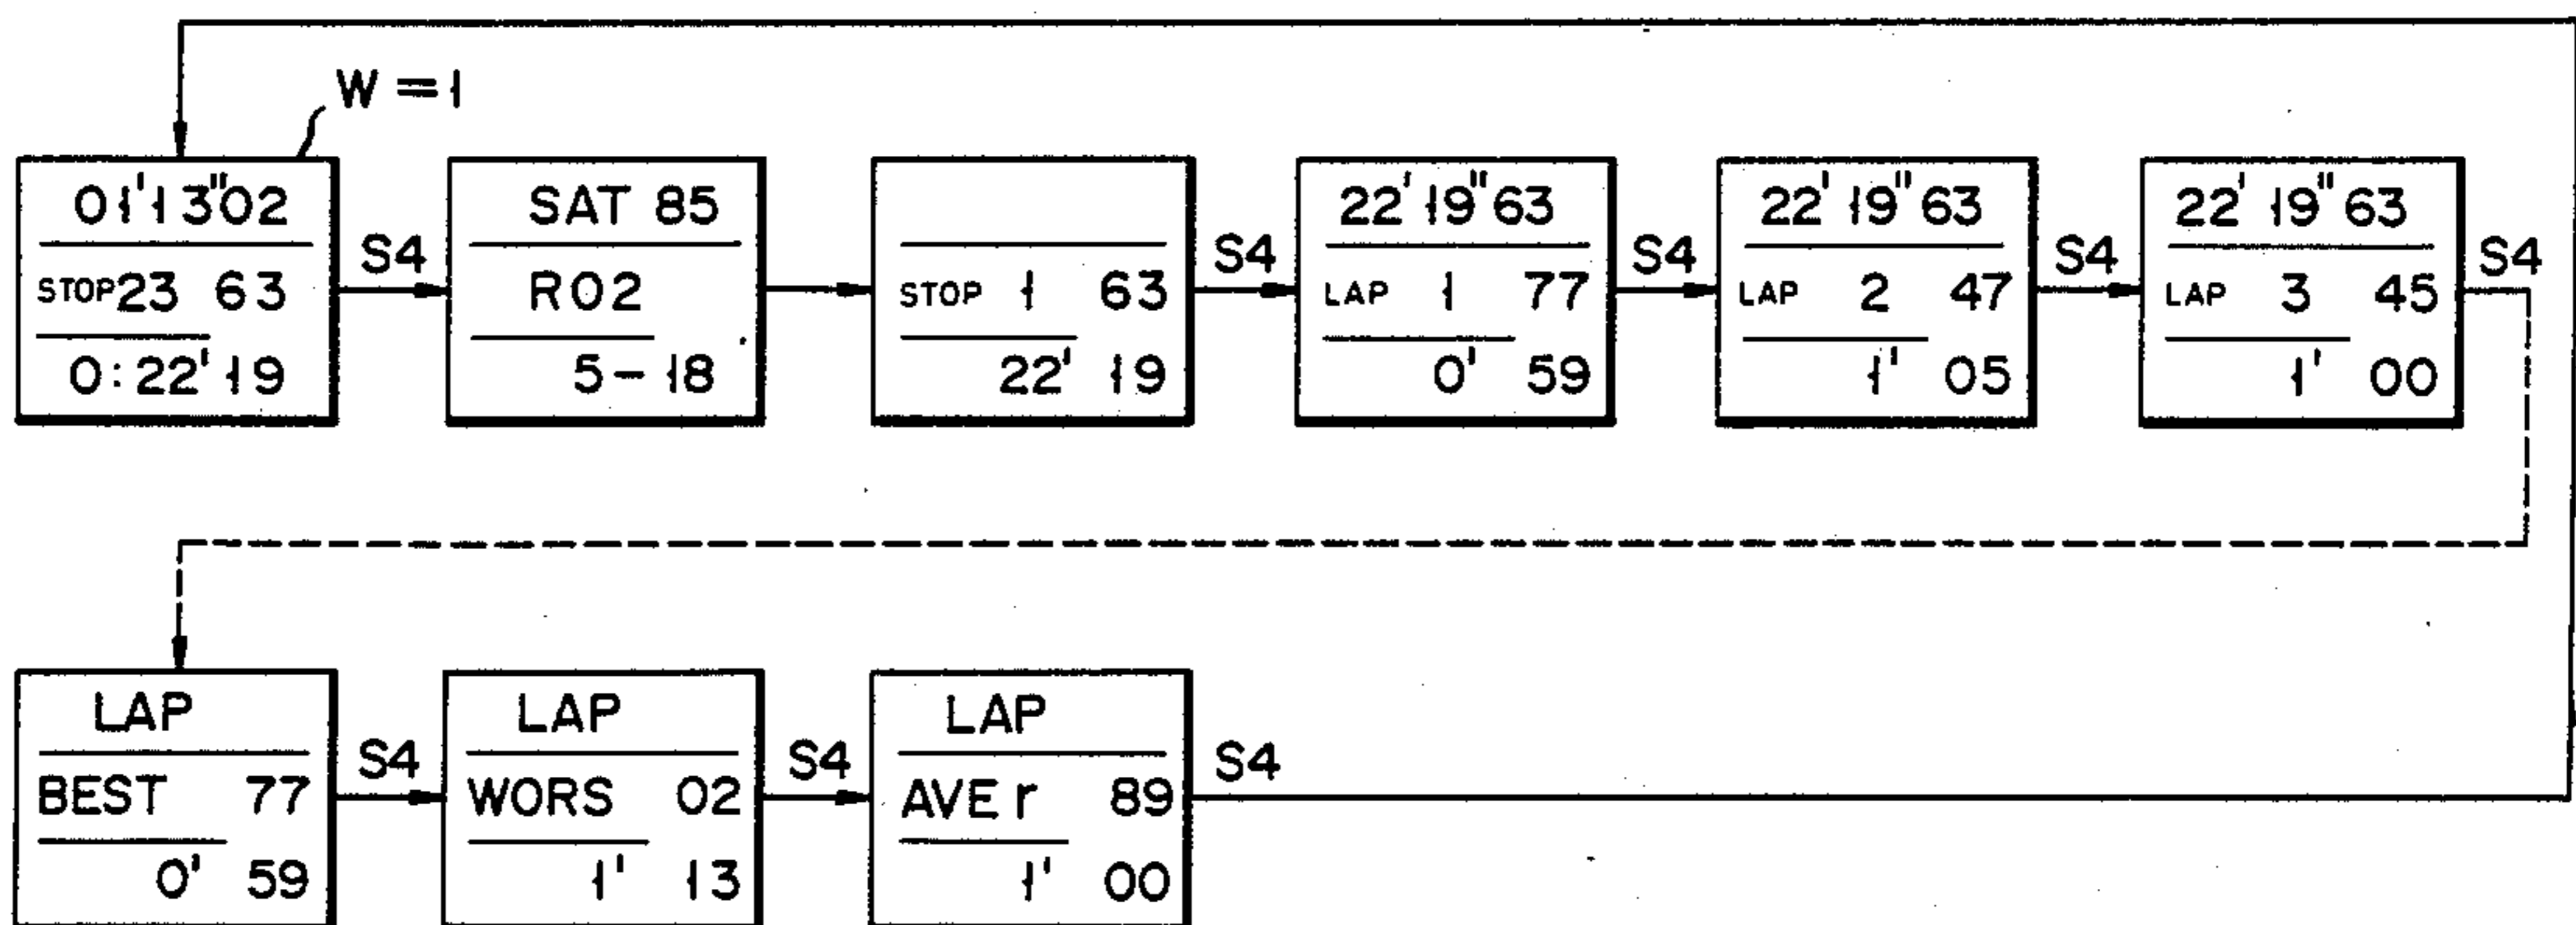 W = 1
01'13"02
STOP 23 63
0:22' 19
S4
SAT 85
R02
5-18
STOP 1 63
22' 19
S4
22' 19" 63
LAP 1 77
0' 59
S4
22' 19" 63
LAP 2 47
1' 05
S4
22' 19" 63
LAP 3 45
1' 00
S4
LAP
BEST 77
0' 59
S4
LAP
WORS 02
1' 13
S4
LAP
AVE r 89
1' 00
S4